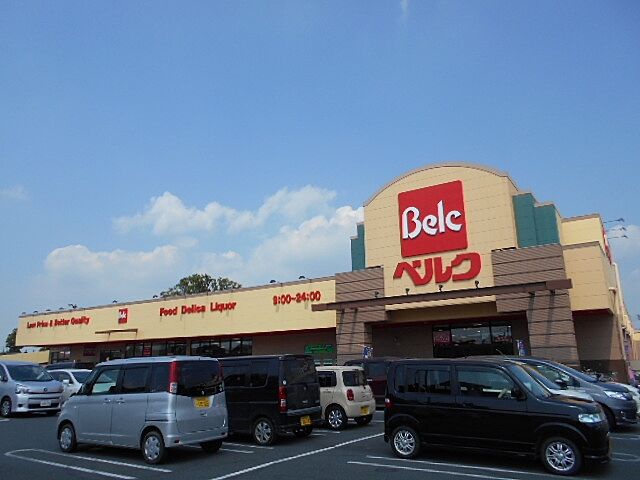 Belc
ベルク
Low Price & Better Quality
Food Delica Liquor
9:00-24:00